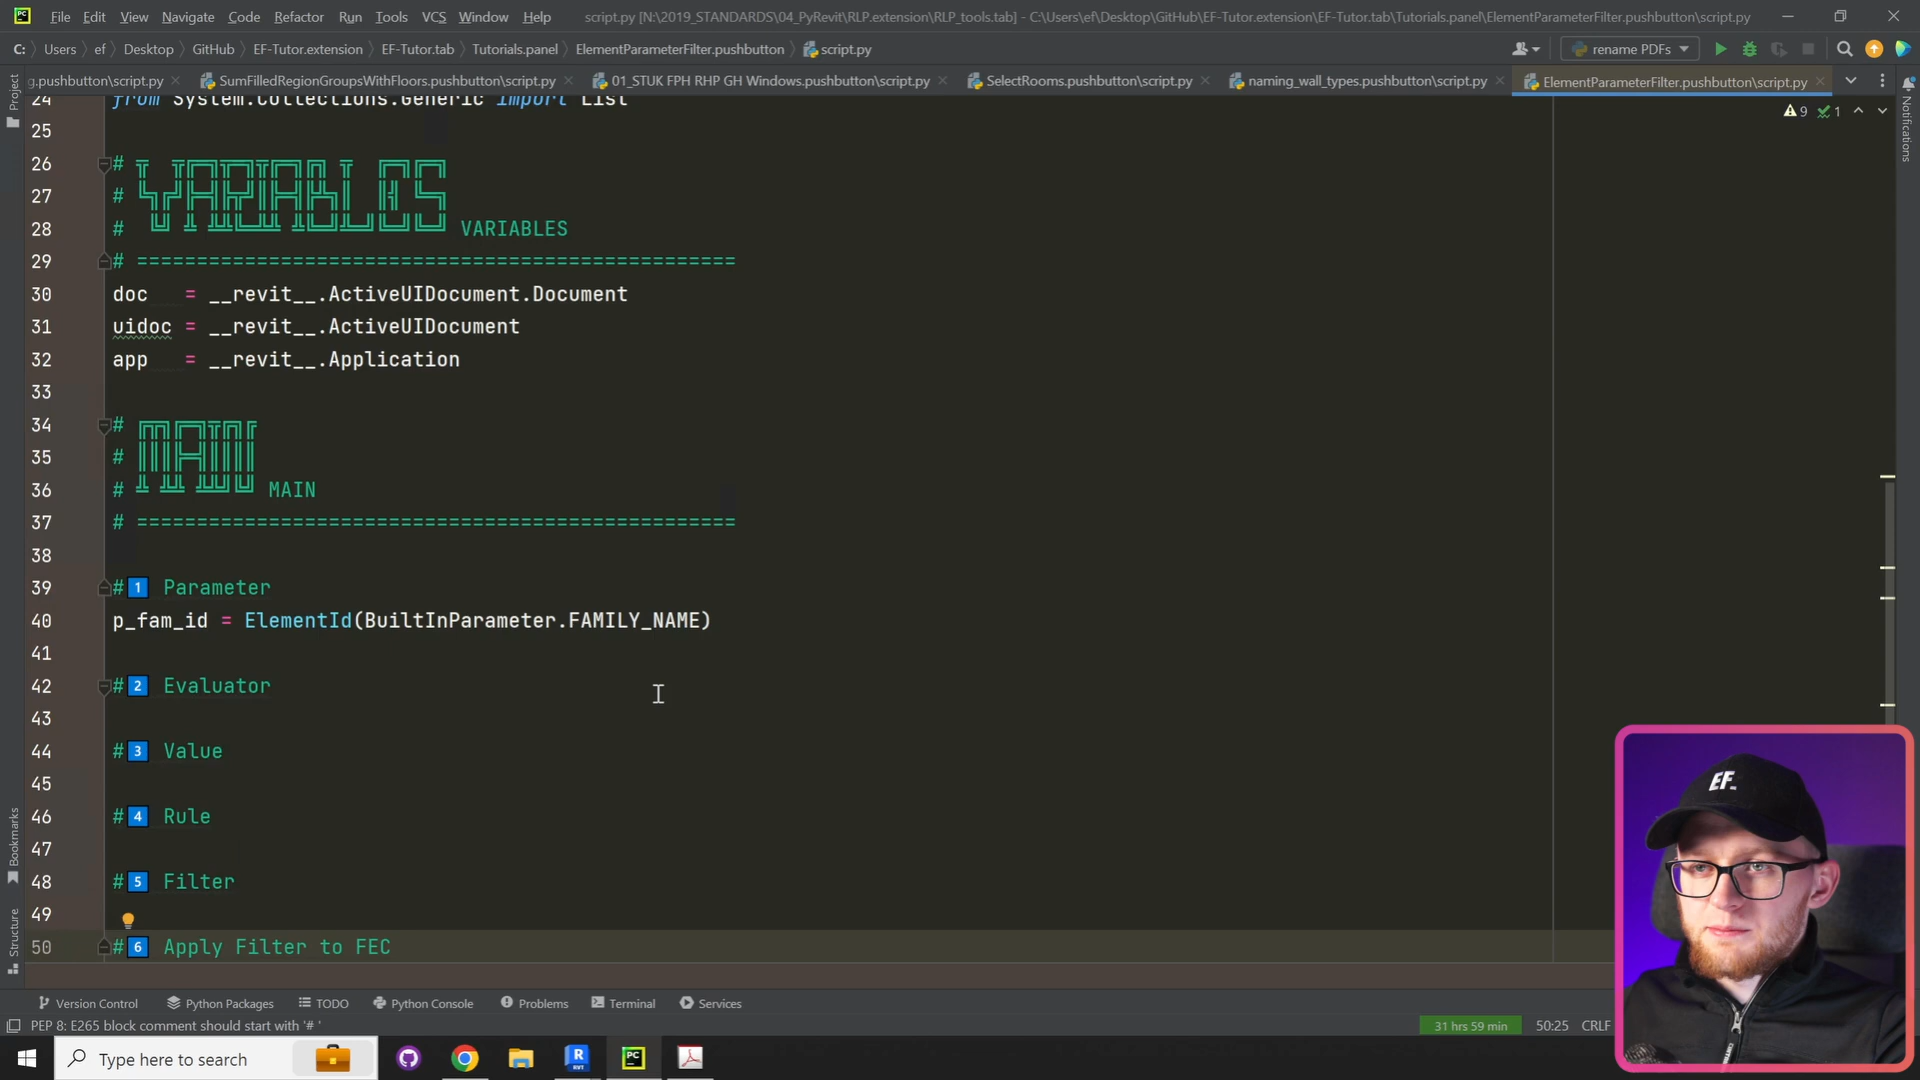 File Edit View Navigate Code Refactor Run Tools VCS Window Help script.py [N:\2019_STANDARDS\04_PyRevit\RLP.extension\RLP_tools.tab] - C:\Users\ef\Desktop\GitHub\EF-Tutor.extension\EF-Tutor.tab\Tutorials.panel\ElementParameterFilter.pushbutton\script.py
C: Users ef Desktop GitHub EF-Tutor.extension EF-Tutor.tab Tutorials.panel ElementParameterFilter.pushbutton script.py rename PDFs
g.pushbutton\script.py SumFilledRegionGroupsWithFloors.pushbutton\script.py 01_STUK FPH RHP GH Windows.pushbutton\script.py SelectRooms.pushbutton\script.py naming_wall_types.pushbutton\script.py ElementParameterFilter.pushbutton\script.py
Project
Notifications
9 1
24 from System.Collections.Generic import List
25
26 #
27 #
28 # VARIABLES
29 # ==================================================
30 doc = __revit__.ActiveUIDocument.Document
31 uidoc = __revit__.ActiveUIDocument
32 app = __revit__.Application
33
34 #
35 #
36 # MAIN
37 # ==================================================
38
39 #1️⃣ Parameter
40 p_fam_id = ElementId(BuiltInParameter.FAMILY_NAME)
41
42 #2️⃣ Evaluator
43
44 #3️⃣ Value
45
46 #4️⃣ Rule
47
48 #5️⃣ Filter
49
50 #6️⃣ Apply Filter to FEC
Bookmarks
Structure
EF.
Version Control Python Packages TODO Python Console Problems Terminal Services
PEP 8: E265 block comment should start with '# ' 31 hrs 59 min 50:25 CRLF
Type here to search